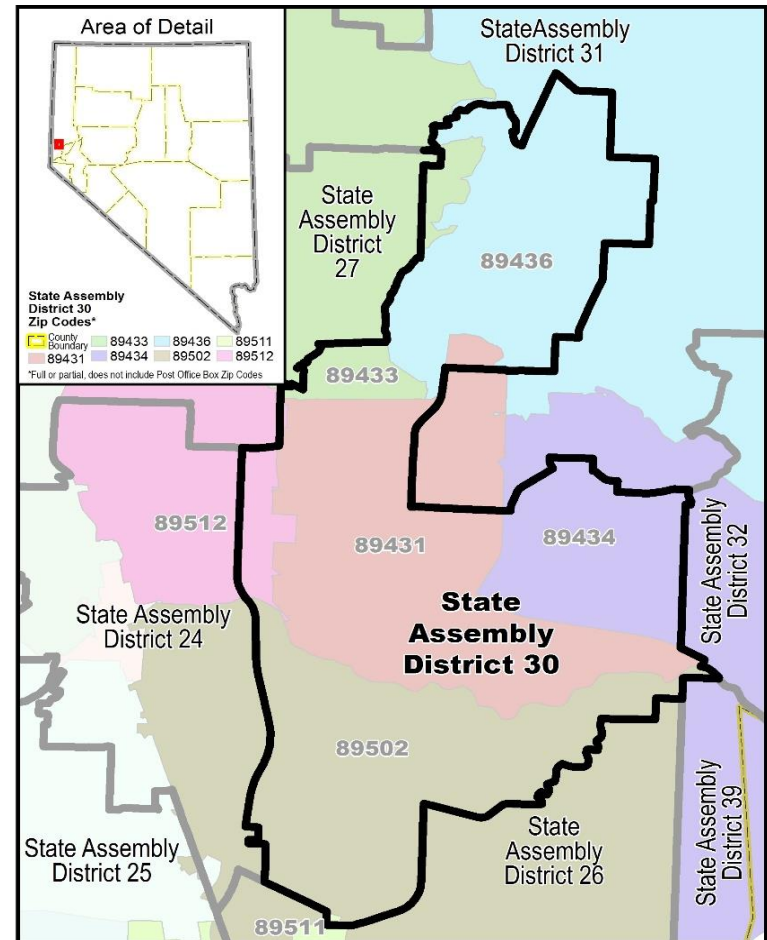 Area of Detail
State Assembly
District 30
Zip Codes*
County
Boundary
89433
89436
89511
89431
89434
89502
89512
*Full or partial, does not include Post Office Box Zip Codes
StateAssembly
District 31
State
Assembly
District
27
89436
89433
89512
89431
89434
State Assembly
District 32
State Assembly
District 24
State
Assembly
District 30
89502
State Assembly
District 39
State Assembly
District 25
State
Assembly
District 26
89511